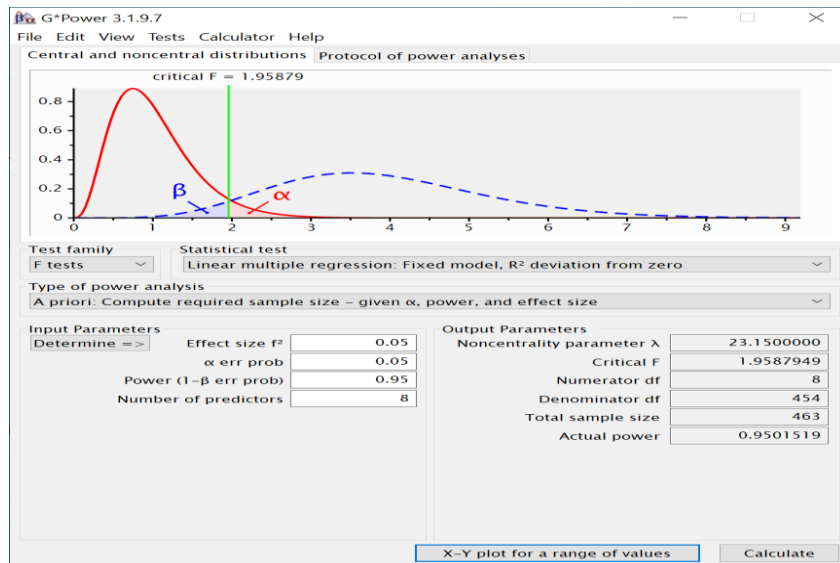 G*Power 3.1.9.7
File Edit View Tests Calculator Help
Central and noncentral distributions Protocol of power analyses
critical F = 1.95879
0.8
0.6
0.4
0.2
0
β α
0 1 2 3 4 5 6 7 8 9
Test family Statistical test
F tests Linear multiple regression: Fixed model, R² deviation from zero
Type of power analysis
A priori: Compute required sample size – given α, power, and effect size
Input Parameters Output Parameters
Determine => Effect size f² 0.05 Noncentrality parameter λ 23.1500000
α err prob 0.05 Critical F 1.9587949
Power (1-β err prob) 0.95 Numerator df 8
Number of predictors 8 Denominator df 454
Total sample size 463
Actual power 0.9501519
X-Y plot for a range of values Calculate